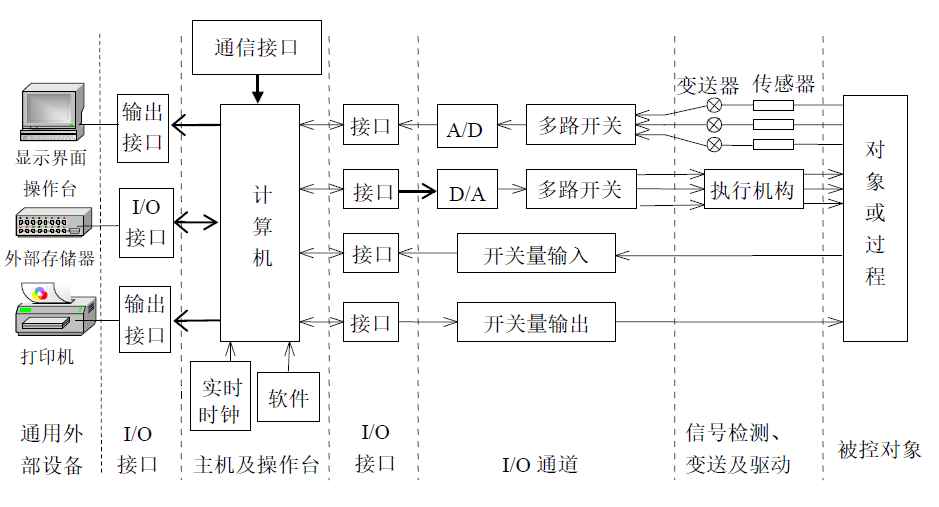 通信接口
变送器
传感器
输出
接口
接口
A/D
多路开关
显示界面
操作台
I/O
接口
计
算
机
接口
D/A
多路开关
执行机构
对
象
或
过
程
外部存储器
接口
开关量输入
输出
接口
接口
开关量输出
打印机
实时
时钟
软件
通用外
部设备
I/O
接口
主机及操作台
I/O
接口
I/O 通道
信号检测、
变送及驱动
被控对象